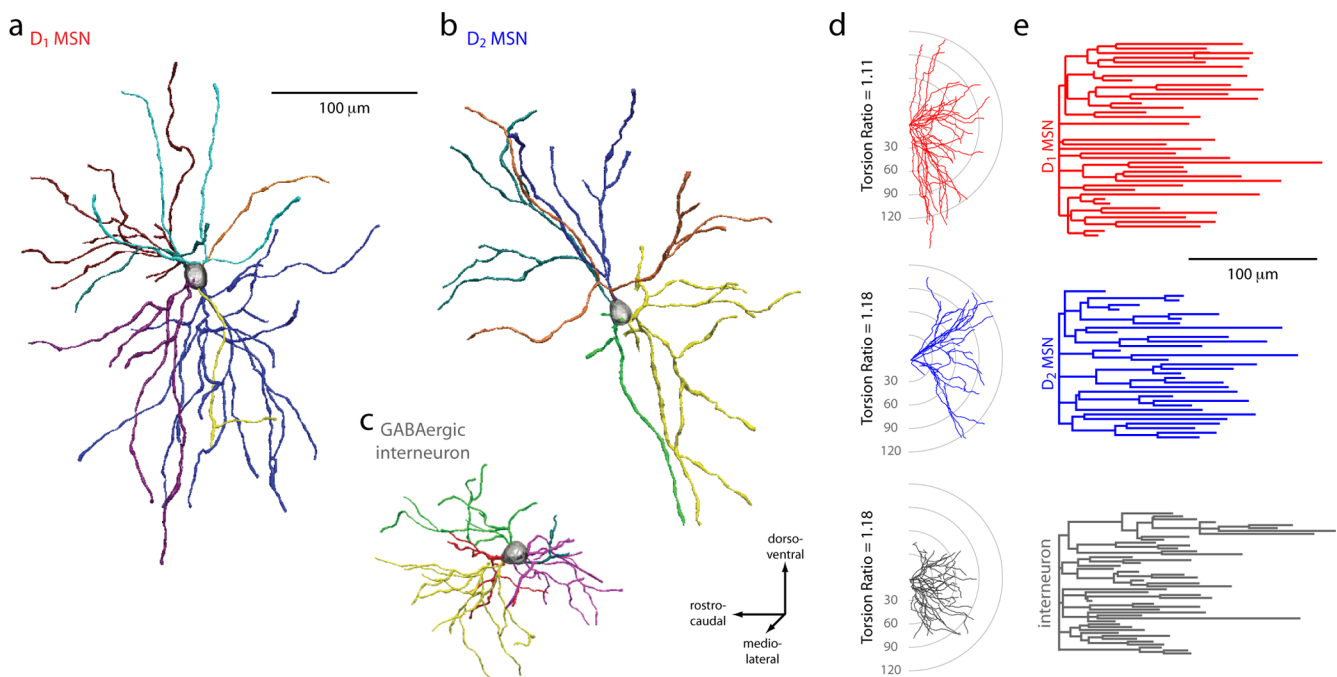 a
D1 MSN
100 μm
b
D2 MSN
c
GABAergic
interneuron
dorso-
ventral
rostro-
caudal
medio-
lateral
d
Torsion Ratio = 1.11
30
60
90
120
Torsion Ratio = 1.18
30
60
90
120
Torsion Ratio = 1.18
30
60
90
120
e
D1 MSN
100 μm
D2 MSN
interneuron